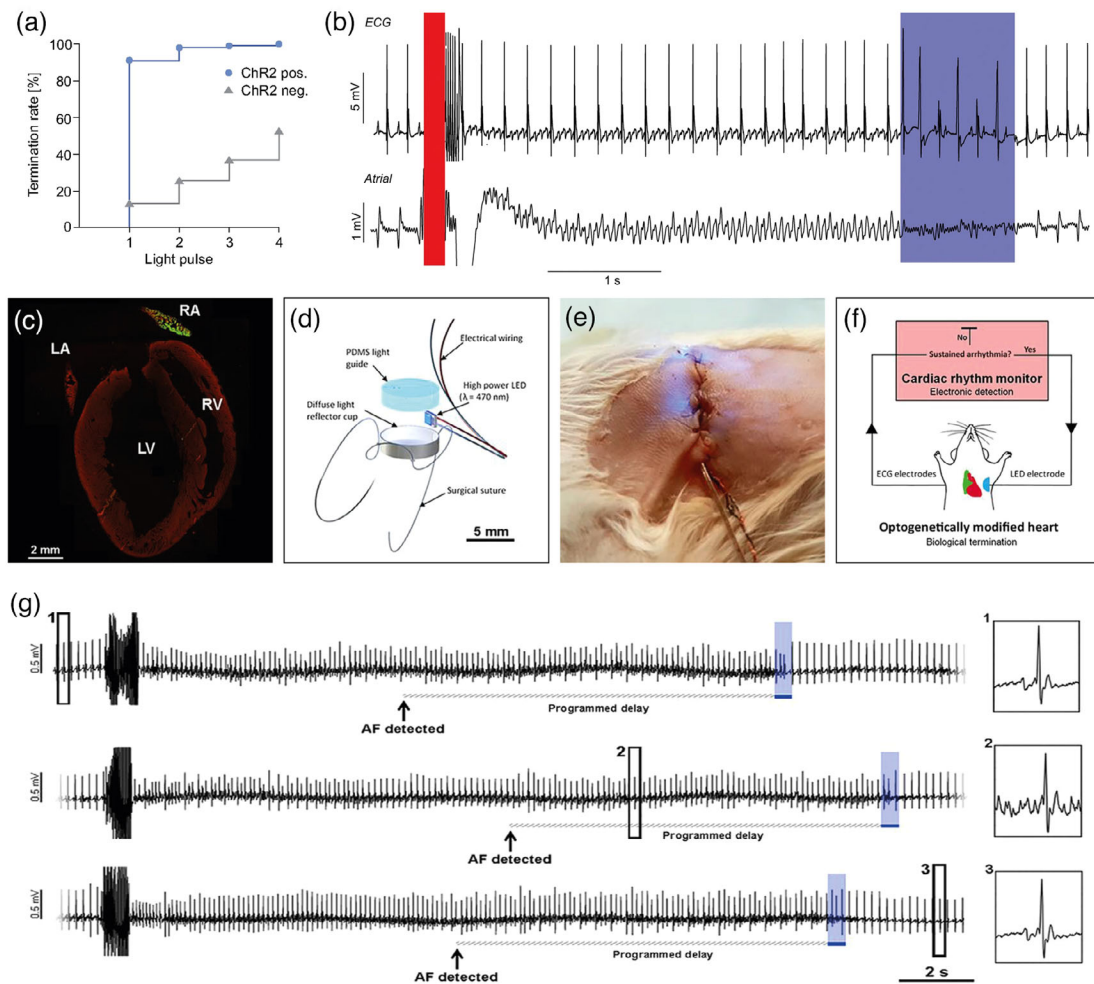 (a)
100
80
60
40
20
0
Termination rate [%]
ChR2 pos.
ChR2 neg.
1 2 3 4
Light pulse
(b)
ECG
5 mV
Atrial
1 mV
1 s
(c)
RA
LA
RV
LV
2 mm
(d)
Electrical wiring
PDMS light
guide
High power LED
(λ = 470 nm)
Diffuse light
reflector cup
Surgical suture
5 mm
(e)
(f)
No
Sustained arrhythmia? Yes
Cardiac rhythm monitor
Electronic detection
ECG electrodes LED electrode
Optogenetically modified heart
Biological termination
(g)
1
0.5 mV
Programmed delay
AF detected
1
2
0.5 mV
Programmed delay
AF detected
2
3
0.5 mV
Programmed delay
AF detected
2 s
3